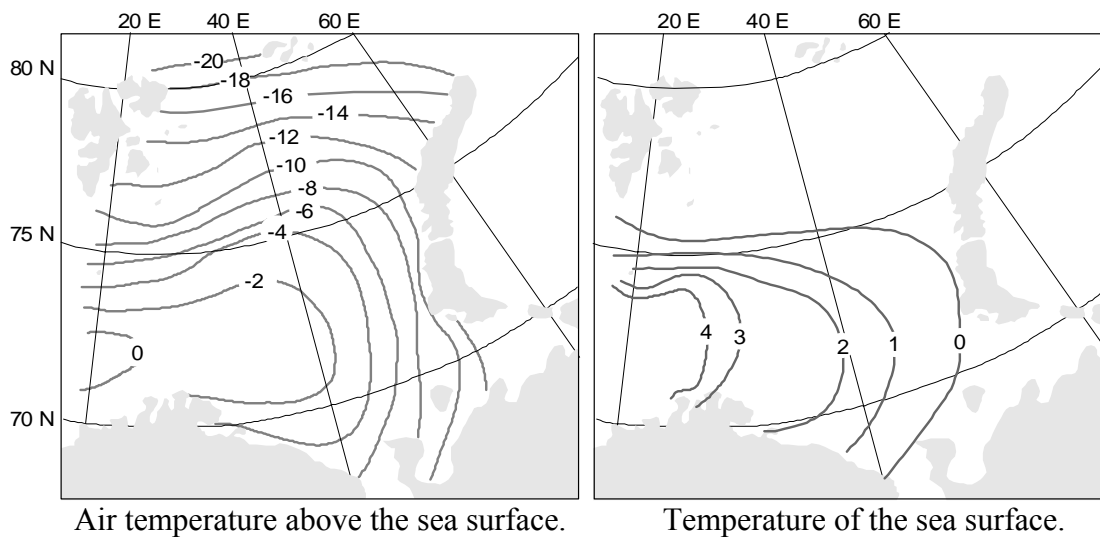 20 E 40 E 60 E
80 N
75 N
70 N
-20
-18
-16
-14
-12
-10
-8
-6
-4
-2
0
Air temperature above the sea surface.
20 E 40 E 60 E
4 3 2 1 0
Temperature of the sea surface.